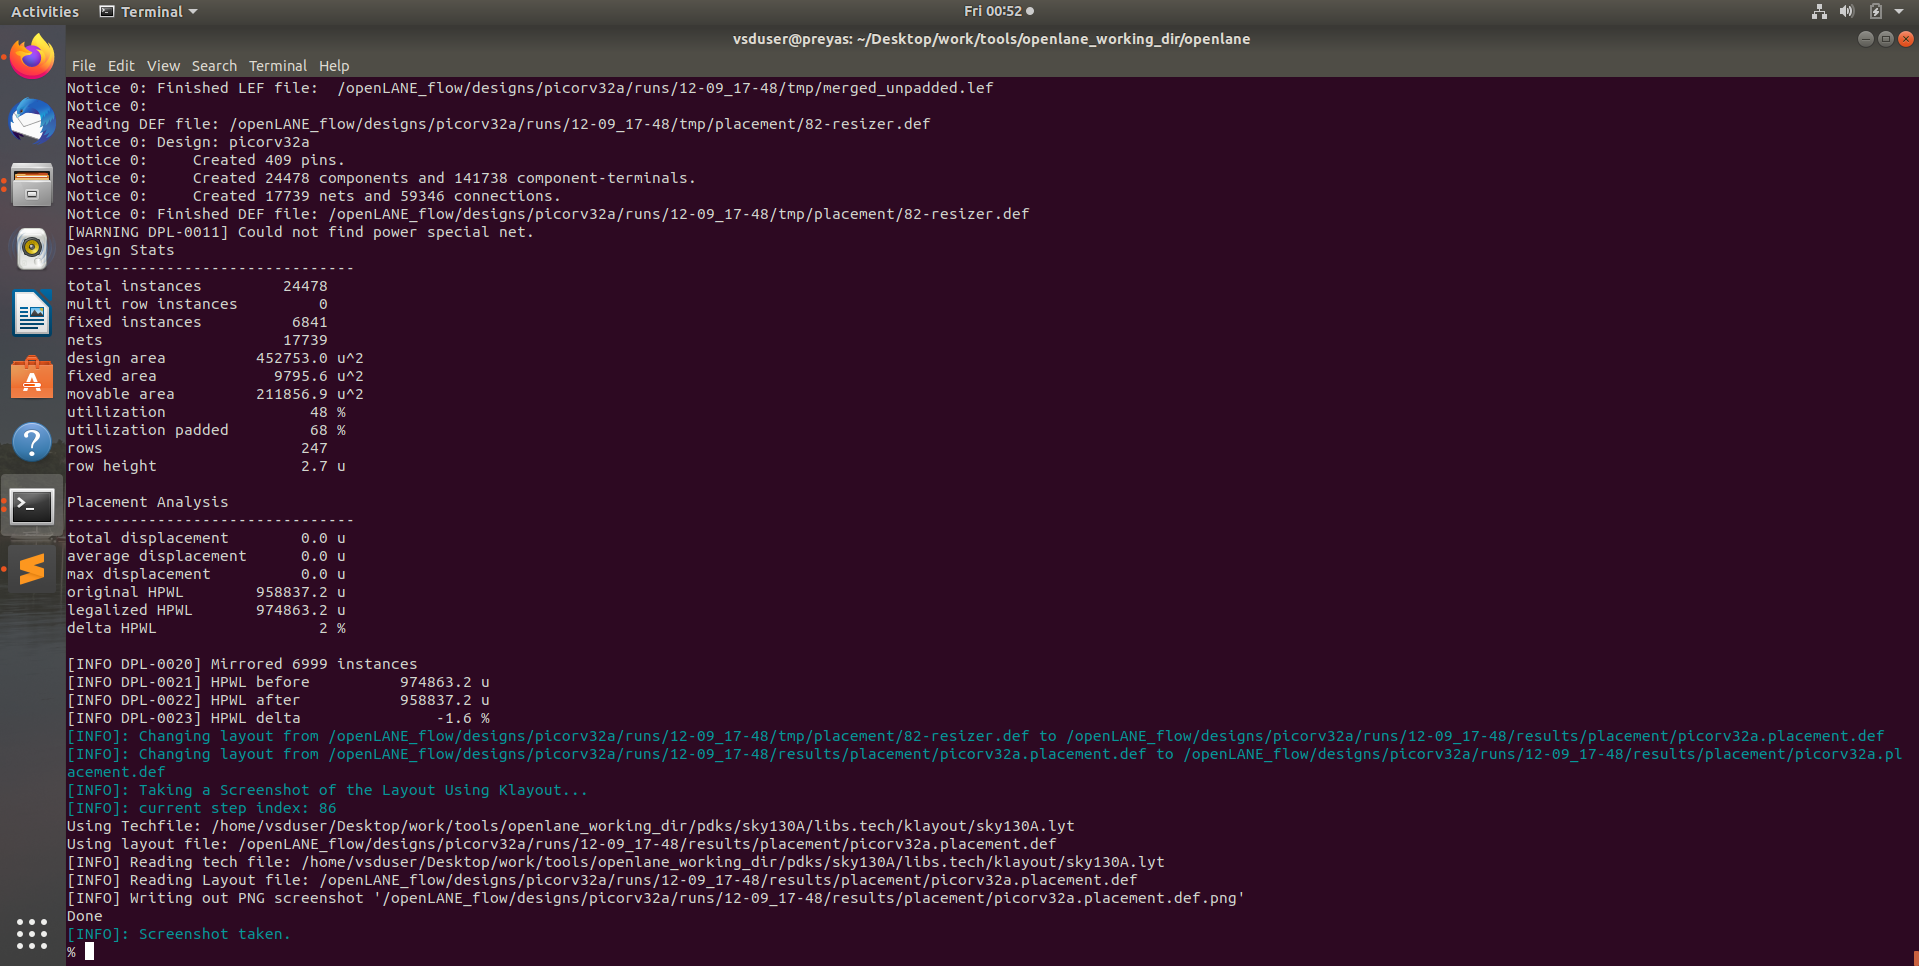 Activities Terminal Fri 00:52
vsduser@preyas: ~/Desktop/work/tools/openlane_working_dir/openlane
File Edit View Search Terminal Help
Notice 0: Finished LEF file:  /openLANE_flow/designs/picorv32a/runs/12-09_17-48/tmp/merged_unpadded.lef
Notice 0:
Reading DEF file: /openLANE_flow/designs/picorv32a/runs/12-09_17-48/tmp/placement/82-resizer.def
Notice 0: Design: picorv32a
Notice 0:     Created 409 pins.
Notice 0:     Created 24478 components and 141738 component-terminals.
Notice 0:     Created 17739 nets and 59346 connections.
Notice 0: Finished DEF file: /openLANE_flow/designs/picorv32a/runs/12-09_17-48/tmp/placement/82-resizer.def
[WARNING DPL-0011] Could not find power special net.
Design Stats
--------------------------------
total instances         24478
multi row instances         0
fixed instances          6841
nets                    17739
design area          452753.0 u^2
fixed area             9795.6 u^2
movable area         211856.9 u^2
utilization                48 %
utilization padded         68 %
rows                      247
row height                2.7 u
Placement Analysis
--------------------------------
total displacement        0.0 u
average displacement      0.0 u
max displacement          0.0 u
original HPWL        958837.2 u
legalized HPWL       974863.2 u
delta HPWL                  2 %
[INFO DPL-0020] Mirrored 6999 instances
[INFO DPL-0021] HPWL before          974863.2 u
[INFO DPL-0022] HPWL after           958837.2 u
[INFO DPL-0023] HPWL delta               -1.6 %
[INFO]: Changing layout from /openLANE_flow/designs/picorv32a/runs/12-09_17-48/tmp/placement/82-resizer.def to /openLANE_flow/designs/picorv32a/runs/12-09_17-48/results/placement/picorv32a.placement.def
[INFO]: Changing layout from /openLANE_flow/designs/picorv32a/runs/12-09_17-48/results/placement/picorv32a.placement.def to /openLANE_flow/designs/picorv32a/runs/12-09_17-48/results/placement/picorv32a.pl
acement.def
[INFO]: Taking a Screenshot of the Layout Using Klayout...
[INFO]: current step index: 86
Using Techfile: /home/vsduser/Desktop/work/tools/openlane_working_dir/pdks/sky130A/libs.tech/klayout/sky130A.lyt
Using layout file: /openLANE_flow/designs/picorv32a/runs/12-09_17-48/results/placement/picorv32a.placement.def
[INFO] Reading tech file: /home/vsduser/Desktop/work/tools/openlane_working_dir/pdks/sky130A/libs.tech/klayout/sky130A.lyt
[INFO] Reading Layout file: /openLANE_flow/designs/picorv32a/runs/12-09_17-48/results/placement/picorv32a.placement.def
[INFO] Writing out PNG screenshot '/openLANE_flow/designs/picorv32a/runs/12-09_17-48/results/placement/picorv32a.placement.def.png'
Done
[INFO]: Screenshot taken.
%